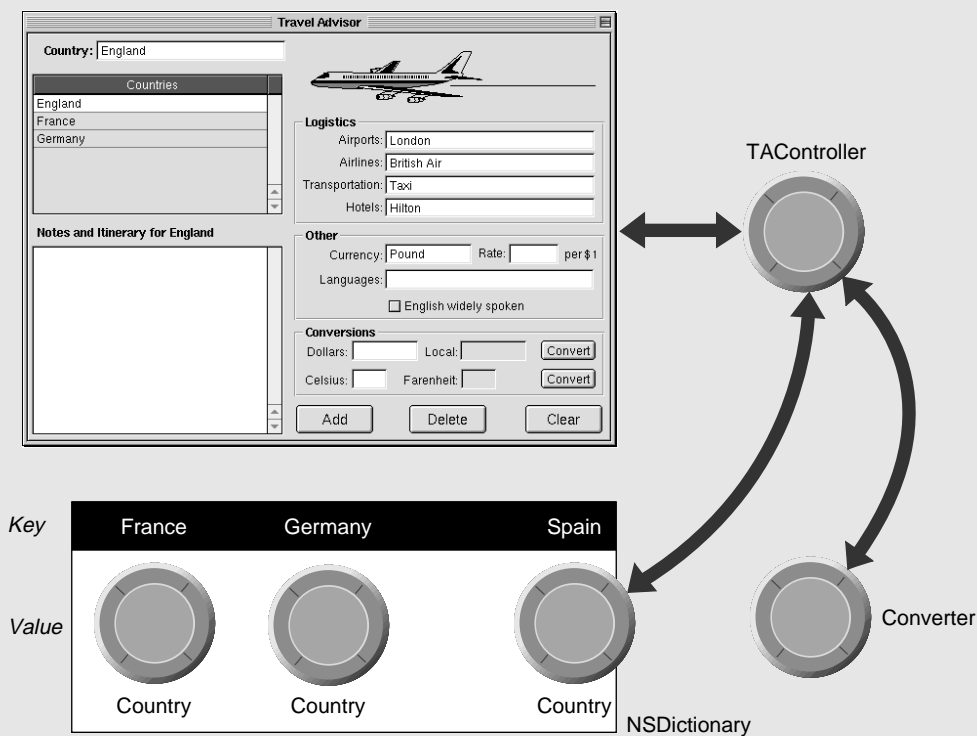 Travel Advisor
Country: England
Countries
England
France
Germany
Notes and Itinerary for England
Logistics
Airports: London
Airlines: British Air
Transportation: Taxi
Hotels: Hilton
Other
Currency: Pound Rate: per $1
Languages:
English widely spoken
Conversions
Dollars: Local: Convert
Celsius: Farenheit: Convert
Add Delete Clear
TAController
Key France Germany Spain
Value
Country Country Country
NSDictionary
Converter